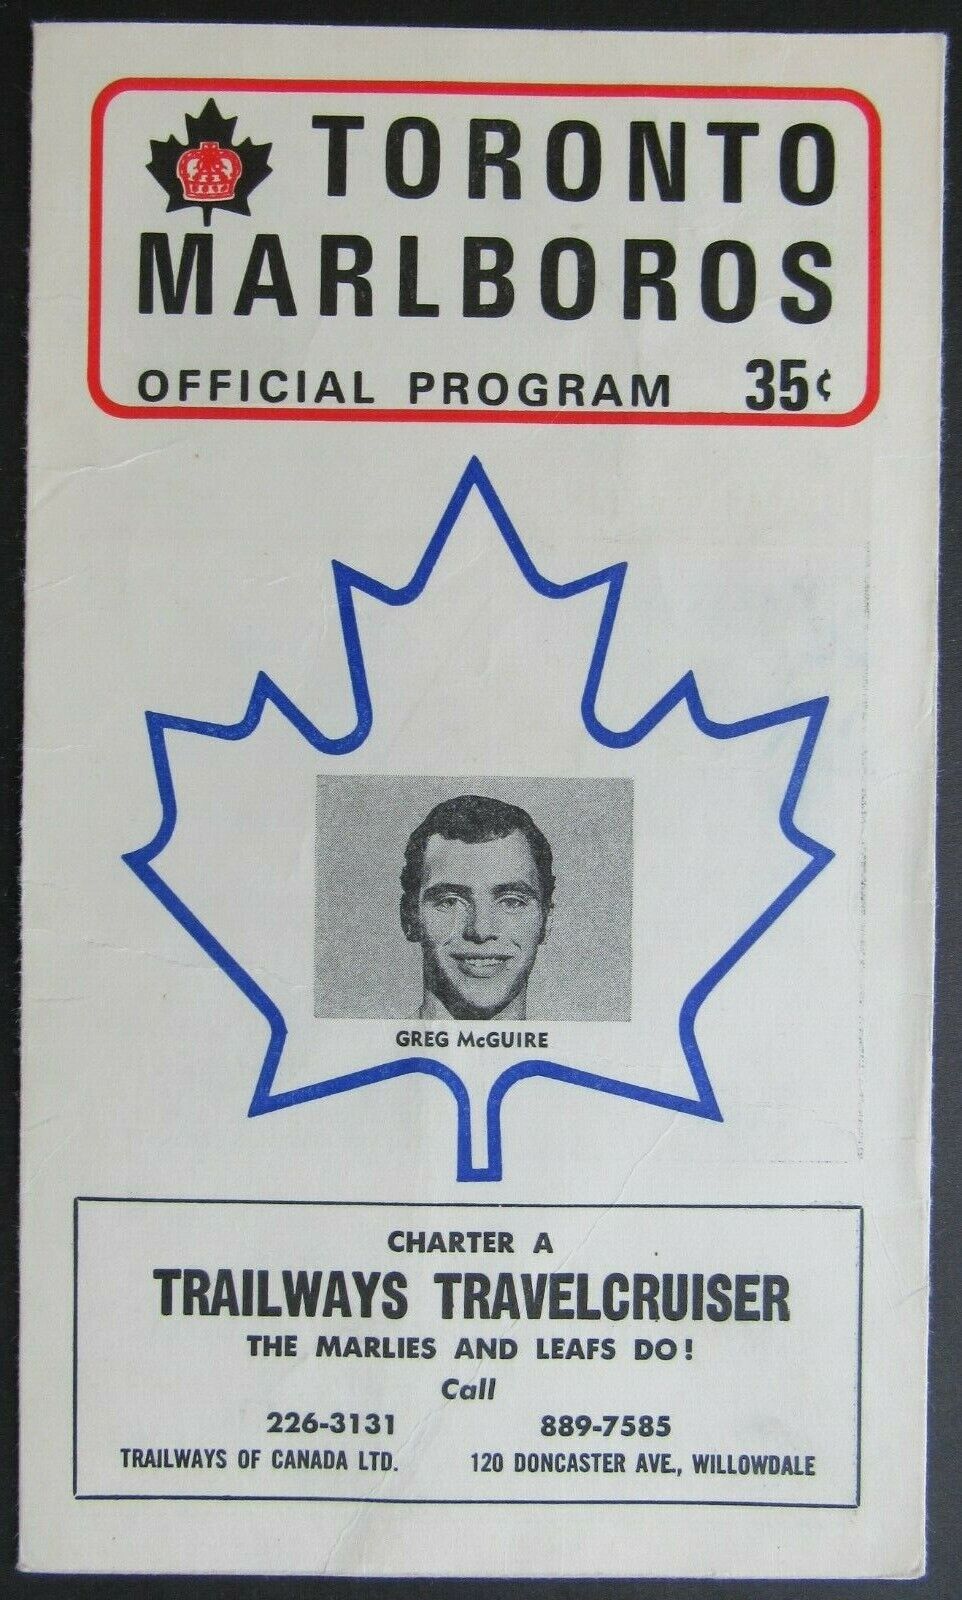 TORONTO
MARLBOROS
OFFICIAL PROGRAM 35¢
GREG McGUIRE
CHARTER A
TRAILWAYS TRAVELCRUISER
THE MARLIES AND LEAFS DO!
Call
226-3131 889-7585
TRAILWAYS OF CANADA LTD. 120 DONCASTER AVE., WILLOWDALE